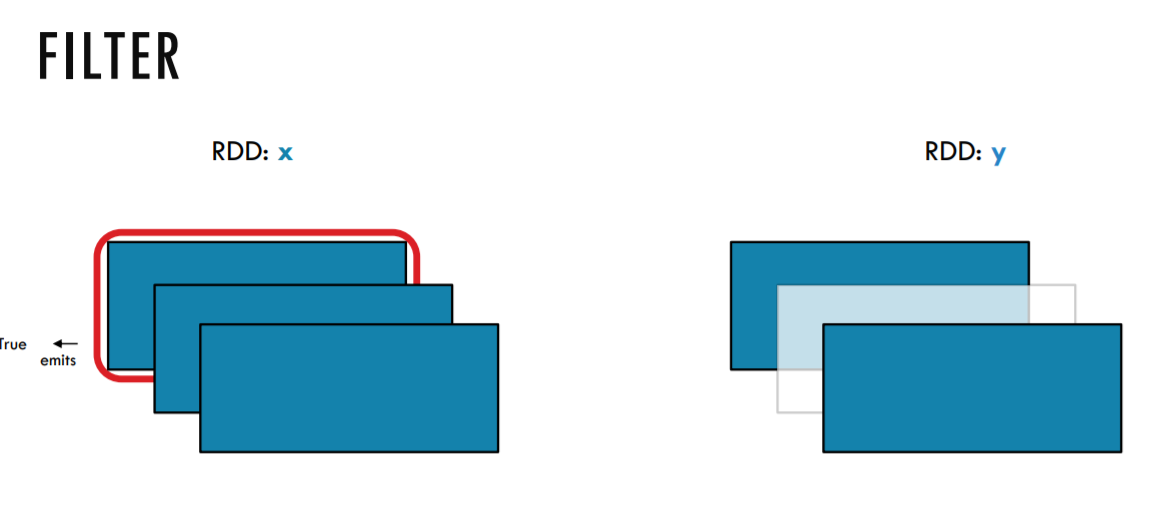 FILTER
RDD: x
RDD: y
True
emits